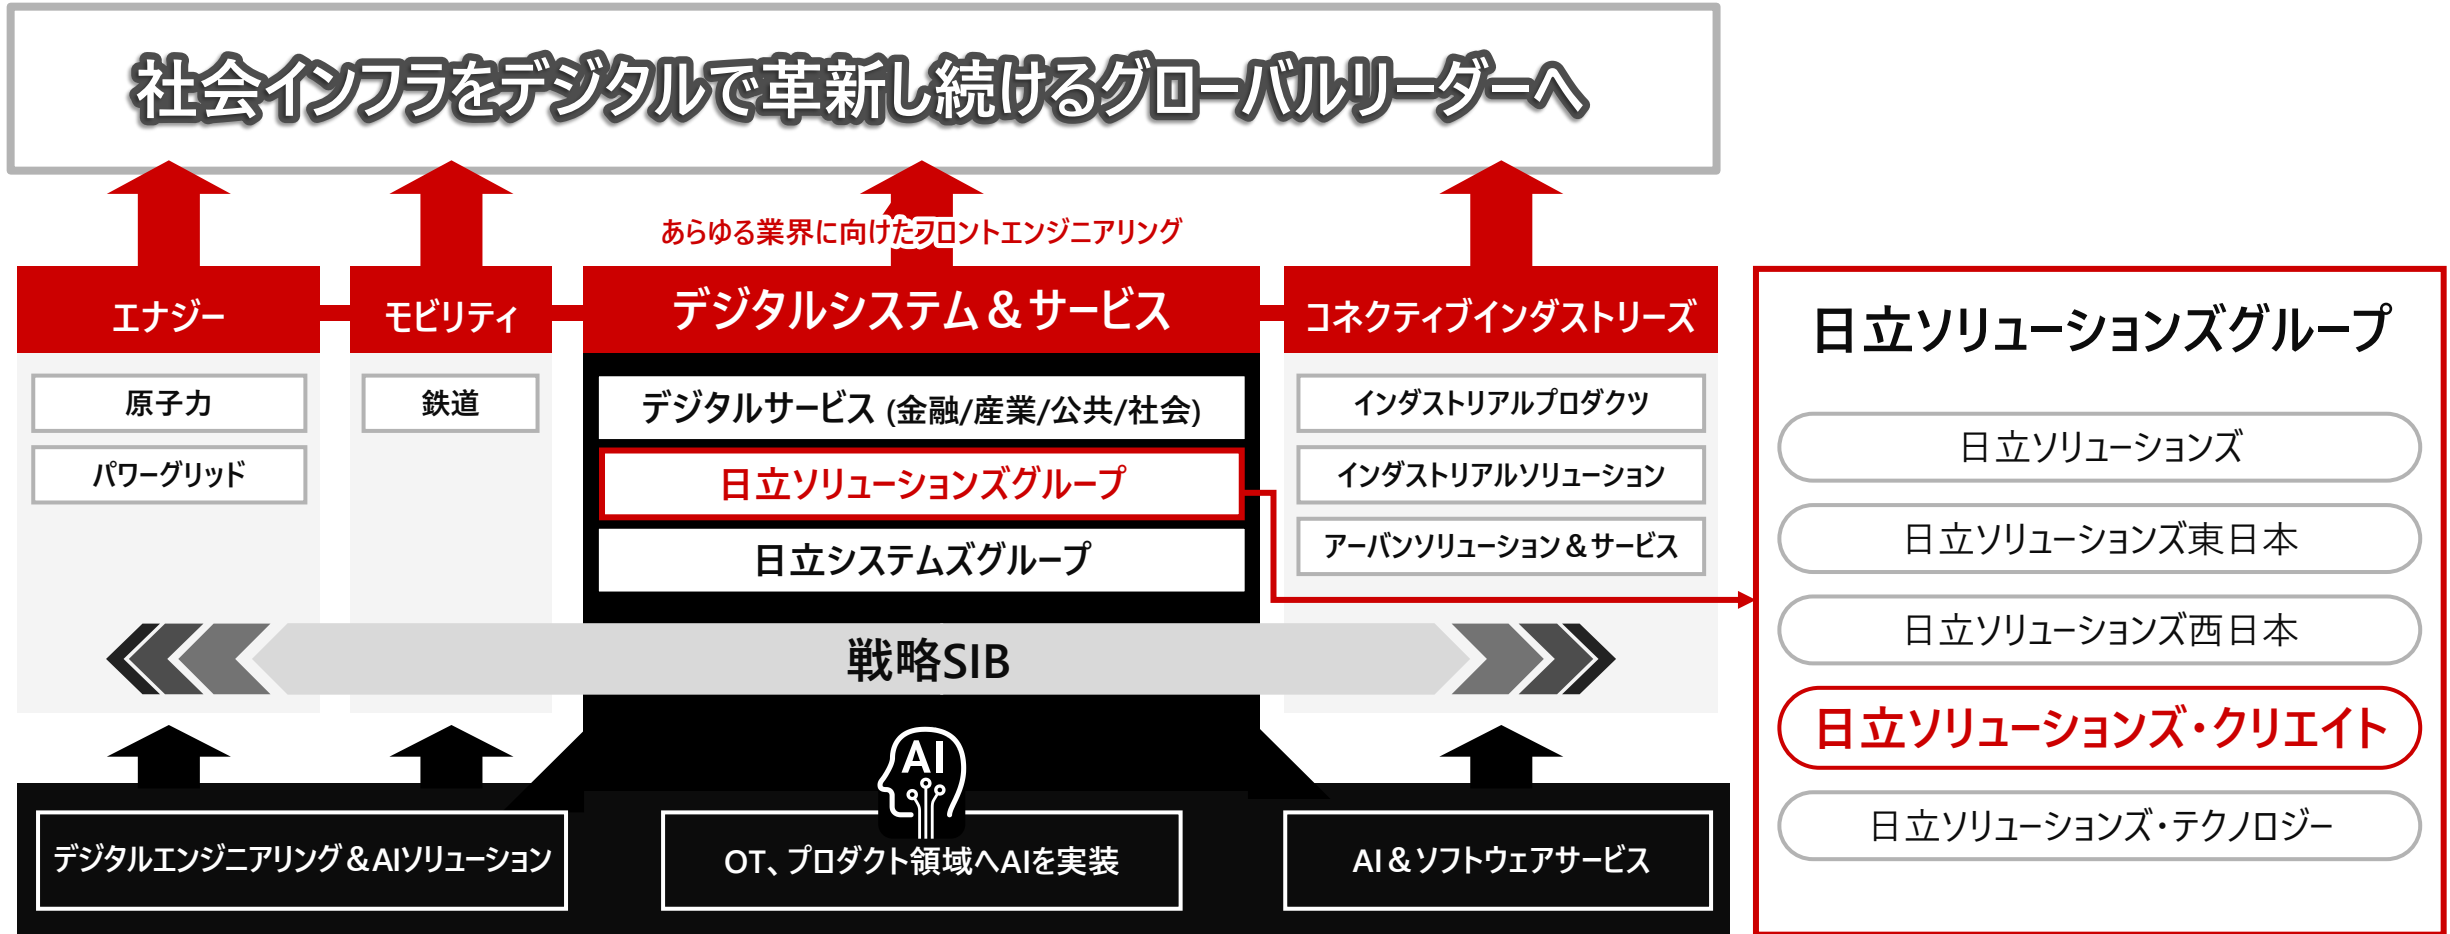 社会インフラをデジタルで革新し続けるグローバルリーダーへ
あらゆる業界に向けたフロントエンジニアリング
エナジー
原子力
パワーグリッド
モビリティ
鉄道
デジタルシステム＆サービス
デジタルサービス (金融/産業/公共/社会)
日立ソリューションズグループ
日立システムズグループ
コネクティブインダストリーズ
インダストリアルプロダクツ
インダストリアルソリューション
アーバンソリューション＆サービス
戦略SIB
AI
デジタルエンジニアリング＆AIソリューション
OT、プロダクト領域へAIを実装
AI＆ソフトウェアサービス
日立ソリューションズグループ
日立ソリューションズ
日立ソリューションズ東日本
日立ソリューションズ西日本
日立ソリューションズ・クリエイト
日立ソリューションズ・テクノロジー